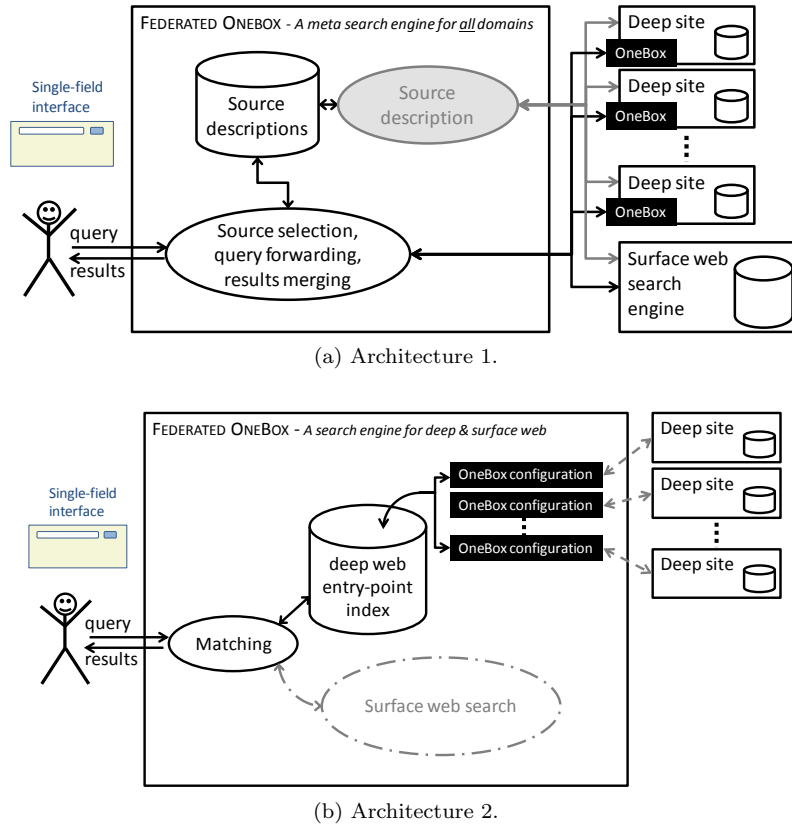 FEDERATED ONEBOX - A meta search engine for all domains
Single-field
interface
Source
descriptions
Source
description
Source selection,
query forwarding,
results merging
query
results
Deep site
OneBox
Deep site
OneBox
Deep site
OneBox
Surface web
search
engine
(a) Architecture 1.
FEDERATED ONEBOX - A search engine for deep & surface web
Single-field
interface
OneBox configuration
OneBox configuration
OneBox configuration
deep web
entry-point
index
Matching
query
results
Surface web search
Deep site
Deep site
Deep site
(b) Architecture 2.